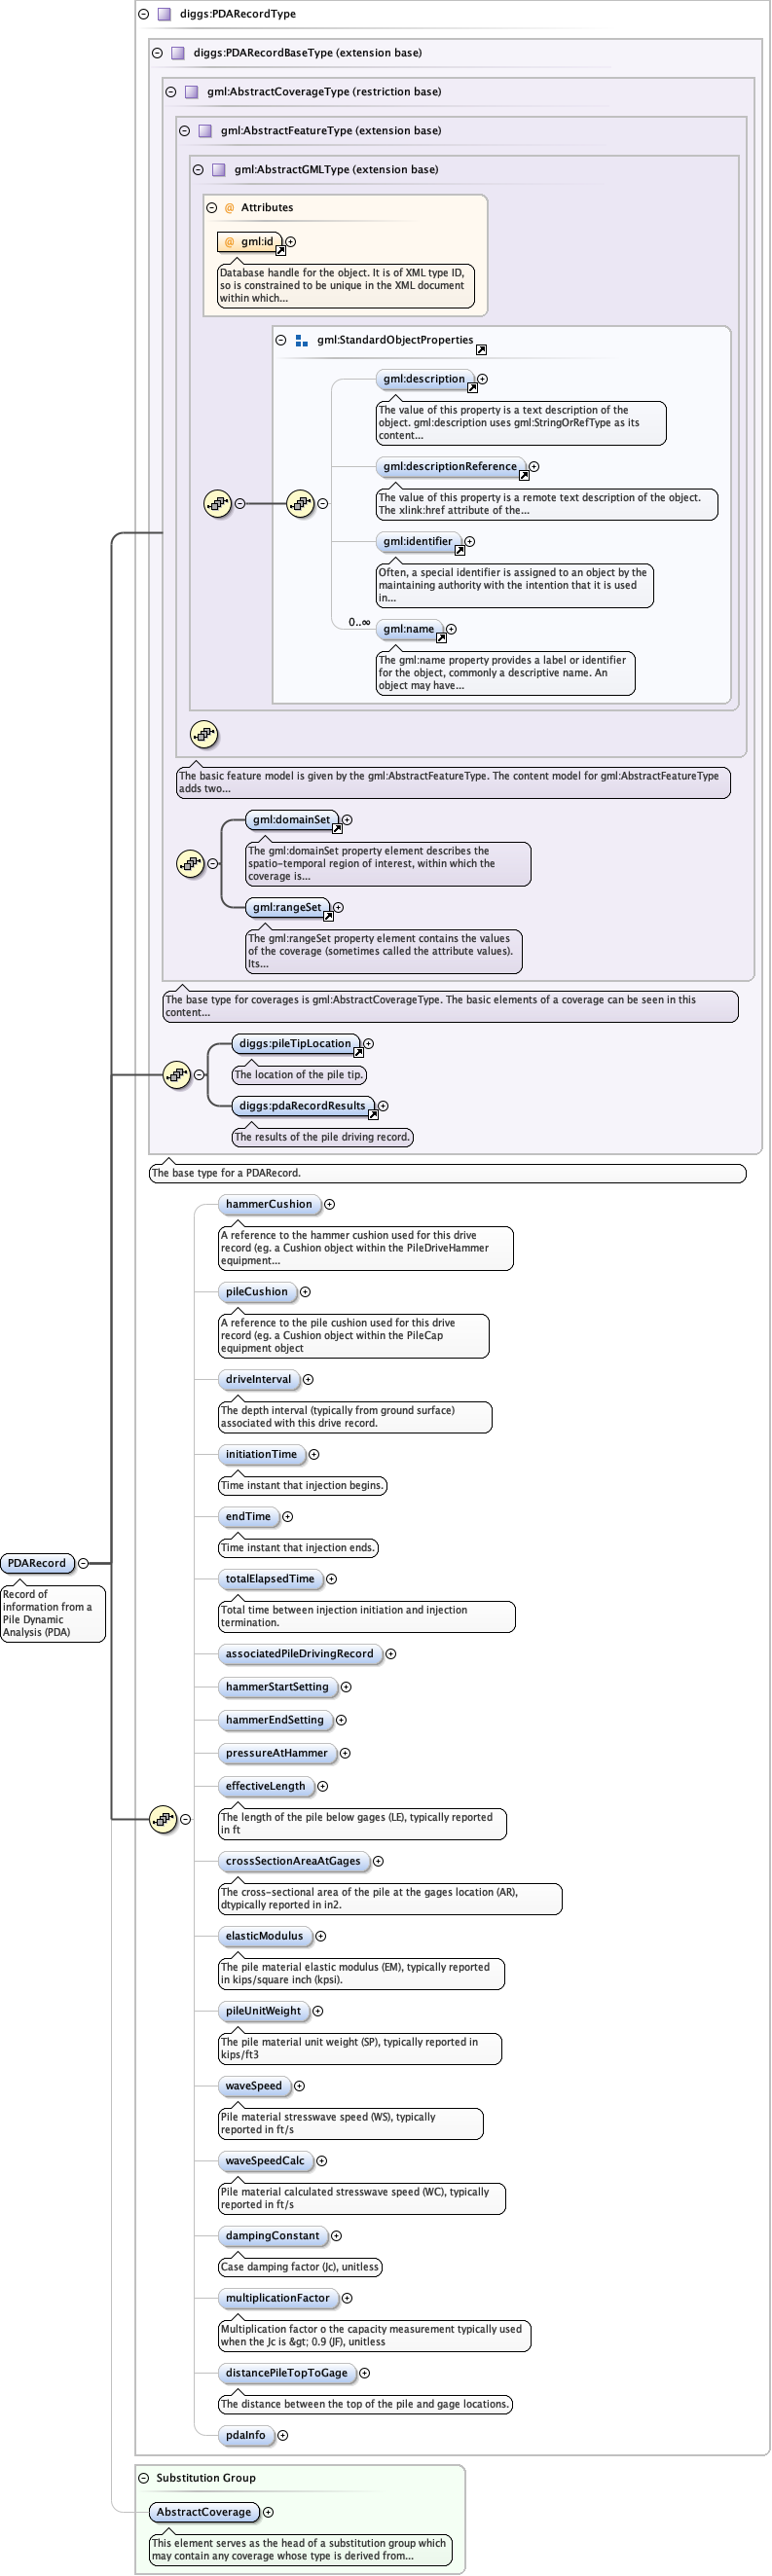 diggs:PDARecordType
diggs:PDARecordBaseType (extension base)
gml:AbstractCoverageType (restriction base)
gml:AbstractFeatureType (extension base)
gml:AbstractGMLType (extension base)
@ Attributes
@ gml:id
Database handle for the object. It is of XML type ID,
so is constrained to be unique in the XML document
within which...
gml:StandardObjectProperties
gml:description
The value of this property is a text description of the
object. gml:description uses gml:StringOrRefType as its
content...
gml:descriptionReference
The value of this property is a remote text description of the object.
The xlink:href attribute of the...
gml:identifier
Often, a special identifier is assigned to an object by the
maintaining authority with the intention that it is used
in...
0..∞
gml:name
The gml:name property provides a label or identifier
for the object, commonly a descriptive name. An
object may have...
The basic feature model is given by the gml:AbstractFeatureType. The content model for gml:AbstractFeatureType
adds two...
gml:domainSet
The gml:domainSet property element describes the
spatio-temporal region of interest, within which the
coverage is...
gml:rangeSet
The gml:rangeSet property element contains the values
of the coverage (sometimes called the attribute values).
Its...
The base type for coverages is gml:AbstractCoverageType. The basic elements of a coverage can be seen in this
content...
diggs:pileTipLocation
The location of the pile tip.
diggs:pdaRecordResults
The results of the pile driving record.
The base type for a PDARecord.
hammerCushion
A reference to the hammer cushion used for this drive
record (eg. a Cushion object within the PileDriveHammer
equipment...
pileCushion
A reference to the pile cushion used for this drive
record (eg. a Cushion object within the PileCap
equipment object
driveInterval
The depth interval (typically from ground surface)
associated with this drive record.
initiationTime
Time instant that injection begins.
endTime
Time instant that injection ends.
PDARecord
Record of
information from a
Pile Dynamic
Analysis (PDA)
totalElapsedTime
Total time between injection initiation and injection
termination.
associatedPileDrivingRecord
hammerStartSetting
hammerEndSetting
pressureAtHammer
effectiveLength
The length of the pile below gages (LE), typically reported
in ft
crossSectionAreaAtGages
The cross-sectional area of the pile at the gages location (AR),
dtypically reported in in2.
elasticModulus
The pile material elastic modulus (EM), typically reported
in kips/square inch (kpsi).
pileUnitWeight
The pile material unit weight (SP), typically reported in
kips/ft3
waveSpeed
Pile material stresswave speed (WS), typically
reported in ft/s
waveSpeedCalc
Pile material calculated stresswave speed (WC), typically
reported in ft/s
dampingConstant
Case damping factor (Jc), unitless
multiplicationFactor
Multiplication factor o the capacity measurement typically used
when the Jc is &gt; 0.9 (JF), unitless
distancePileTopToGage
The distance between the top of the pile and gage locations.
pdaInfo
Substitution Group
AbstractCoverage
This element serves as the head of a substitution group which
may contain any coverage whose type is derived from...